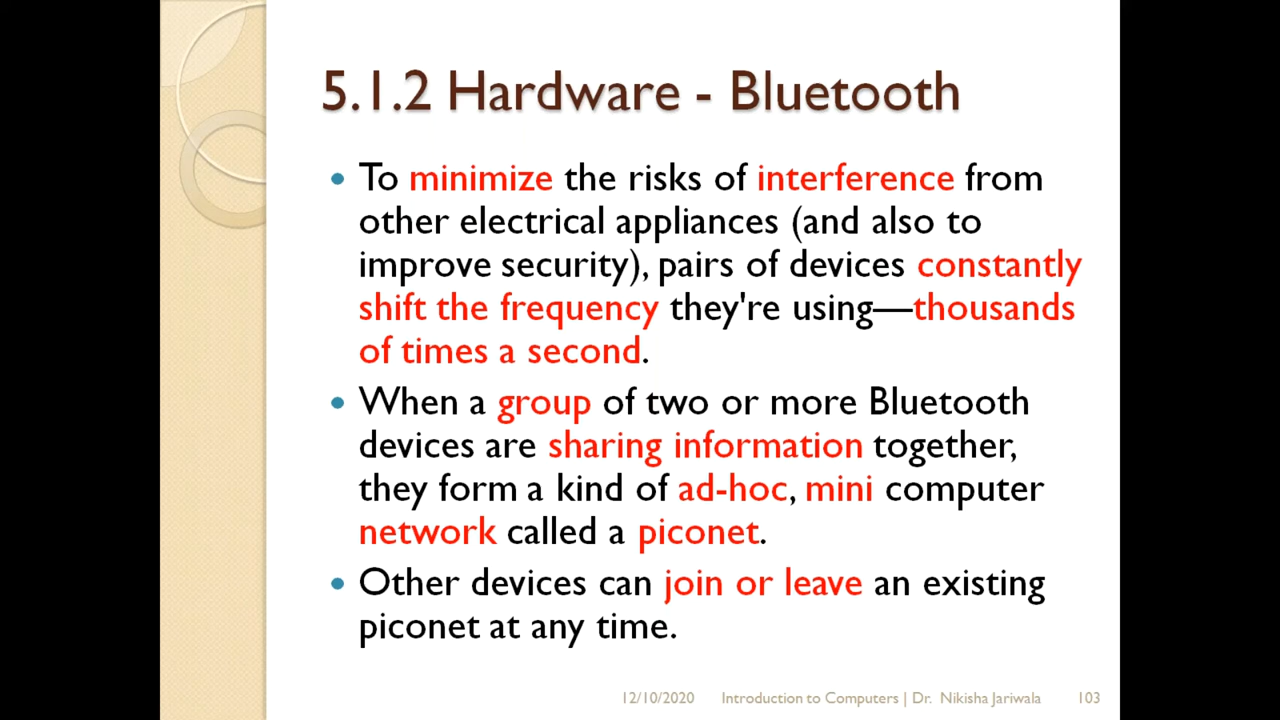 5.1.2 Hardware - Bluetooth
• To minimize the risks of interference from
other electrical appliances (and also to
improve security), pairs of devices constantly
shift the frequency they're using—thousands
of times a second.
• When a group of two or more Bluetooth
devices are sharing information together,
they form a kind of ad-hoc, mini computer
network called a piconet.
• Other devices can join or leave an existing
piconet at any time.
12/10/2020 Introduction to Computers | Dr. Nikisha Jariwala 103